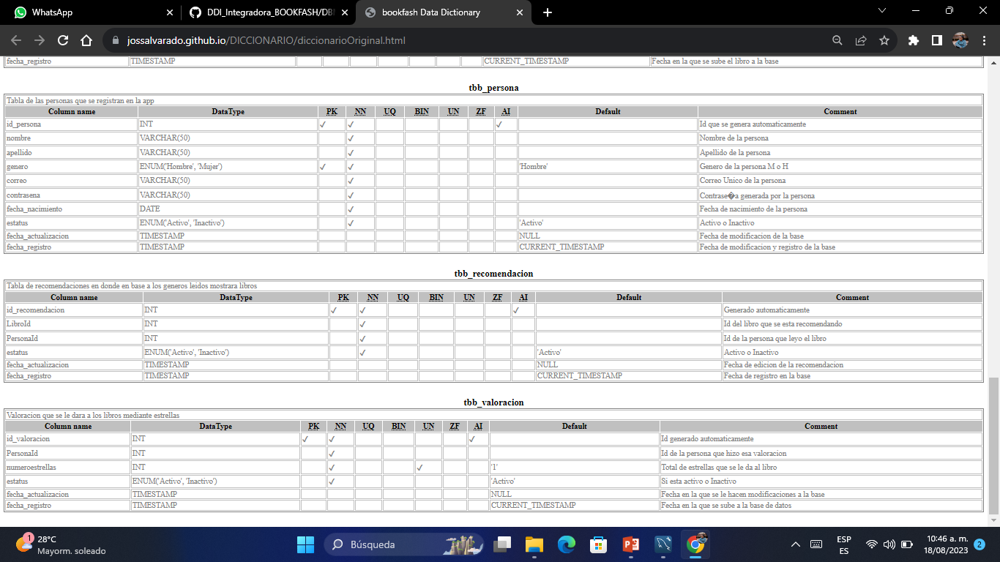 WhatsApp
DDI_Integradora_BOOKFASH/DBM
bookfash Data Dictionary
jossalvarado.github.io/DICCIONARIO/diccionarioOriginal.html
fecha_registro TIMESTAMP CURRENT_TIMESTAMP Fecha en la que se sube el libro a la base
tbb_persona
Tabla de las personas que se registran en la app
Column name DataType PK NN UQ BIN UN ZF AI Default Comment
id_persona INT ✓ ✓ ✓ Id que se genera automaticamente
nombre VARCHAR(50) ✓ Nombre de la persona
apellido VARCHAR(50) ✓ Apellido de la persona
genero ENUM('Hombre', 'Mujer') ✓ ✓ 'Hombre' Genero de la persona M o H
correo VARCHAR(50) ✓ Correo Unico de la persona
contrasena VARCHAR(50) ✓ Contrase�a generada por la persona
fecha_nacimiento DATE ✓ Fecha de nacimiento de la persona
estatus ENUM('Activo', 'Inactivo') ✓ 'Activo' Activo o Inactivo
fecha_actualizacion TIMESTAMP NULL Fecha de modificacion de la base
fecha_registro TIMESTAMP CURRENT_TIMESTAMP Fecha de modificacion y registro de la base
tbb_recomendacion
Tabla de recomendaciones en donde en base a los generos leidos mostrara libros
Column name DataType PK NN UQ BIN UN ZF AI Default Comment
id_recomendacion INT ✓ ✓ ✓ Generado automaticamente
LibroId INT ✓ Id del libro que se esta recomendando
PersonaId INT ✓ Id de la persona que leyo el libro
estatus ENUM('Activo', 'Inactivo') ✓ 'Activo' Activo o Inactivo
fecha_actualizacion TIMESTAMP NULL Fecha de edicion de la recomendacion
fecha_registro TIMESTAMP CURRENT_TIMESTAMP Fecha de registro en la base
tbb_valoracion
Valoracion que se le dara a los libros mediante estrellas
Column name DataType PK NN UQ BIN UN ZF AI Default Comment
id_valoracion INT ✓ ✓ ✓ Id generado automaticamente
PersonaId INT ✓ Id de la persona que hizo esa valoracion
numeroestrellas INT ✓ ✓ '1' Total de estrellas que se le da al libro
estatus ENUM('Activo', 'Inactivo') ✓ 'Activo' Si esta activo o Inactivo
fecha_actualizacion TIMESTAMP NULL Fecha en la que se le hacen modificaciones a la base
fecha_registro TIMESTAMP CURRENT_TIMESTAMP Fecha en la que se sube a la base de datos
1
28°C
Mayorm. soleado
Búsqueda
ESP
ES
10:46 a. m.
18/08/2023
2